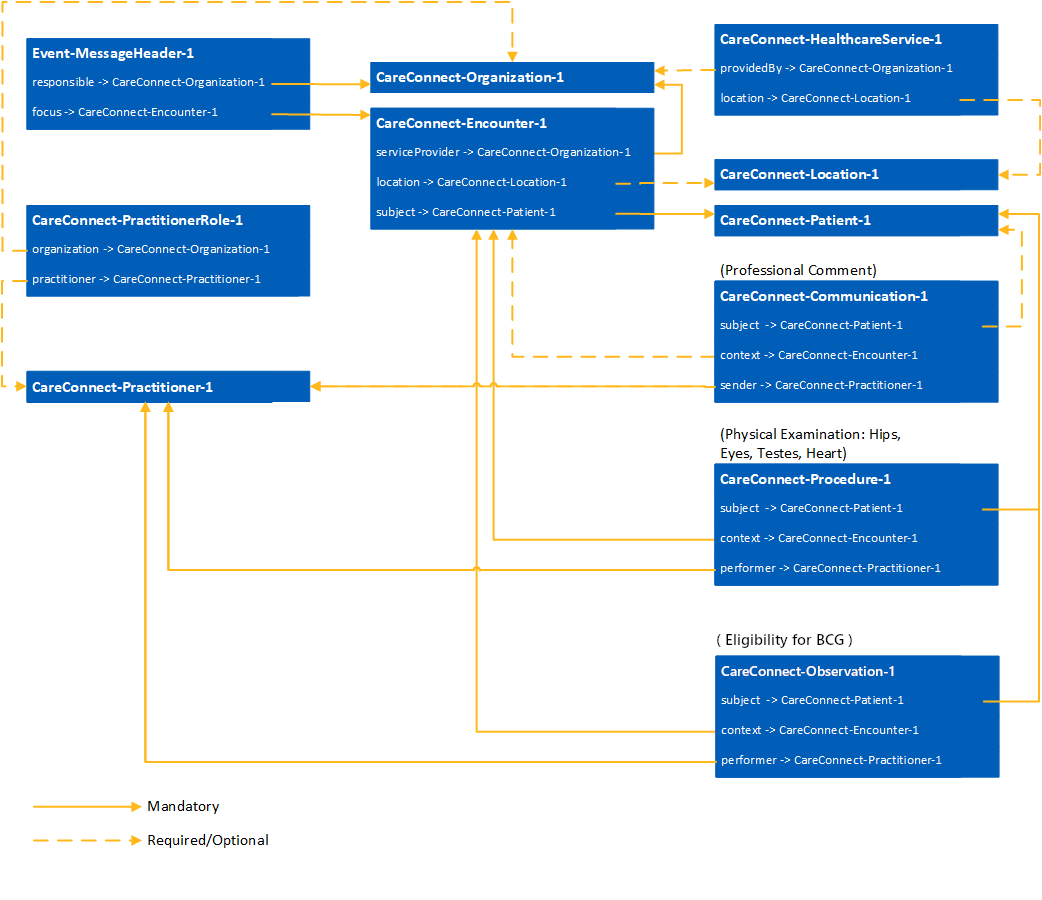 Event-MessageHeader-1
responsible -> CareConnect-Organization-1
focus -> CareConnect-Encounter-1
CareConnect-Organization-1
CareConnect-Encounter-1
serviceProvider -> CareConnect-Organization-1
location -> CareConnect-Location-1
subject -> CareConnect-Patient-1
CareConnect-HealthcareService-1
providedBy -> CareConnect-Organization-1
location -> CareConnect-Location-1
CareConnect-Location-1
CareConnect-Patient-1
CareConnect-PractitionerRole-1
organization -> CareConnect-Organization-1
practitioner -> CareConnect-Practitioner-1
CareConnect-Practitioner-1
(Professional Comment)
CareConnect-Communication-1
subject -> CareConnect-Patient-1
context -> CareConnect-Encounter-1
sender -> CareConnect-Practitioner-1
(Physical Examination: Hips,
Eyes, Testes, Heart)
CareConnect-Procedure-1
subject -> CareConnect-Patient-1
context -> CareConnect-Encounter-1
performer -> CareConnect-Practitioner-1
( Eligibility for BCG )
CareConnect-Observation-1
subject -> CareConnect-Patient-1
context -> CareConnect-Encounter-1
performer -> CareConnect-Practitioner-1
Mandatory
Required/Optional